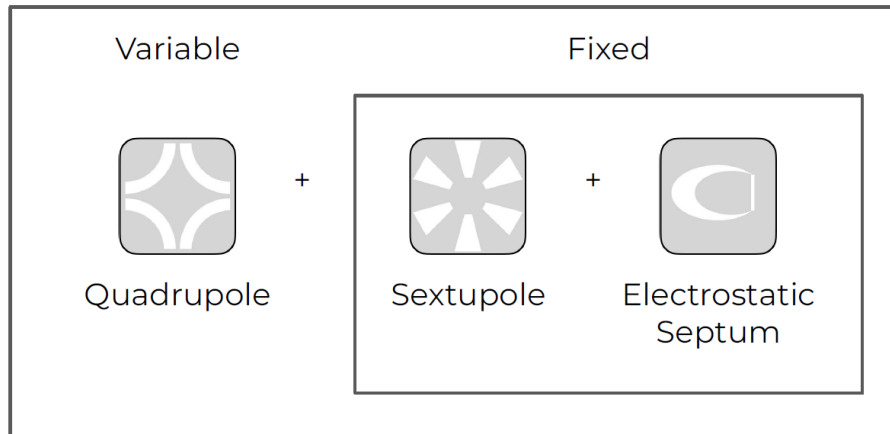 Variable
Fixed
+
+
Quadrupole
Sextupole
Electrostatic
Septum